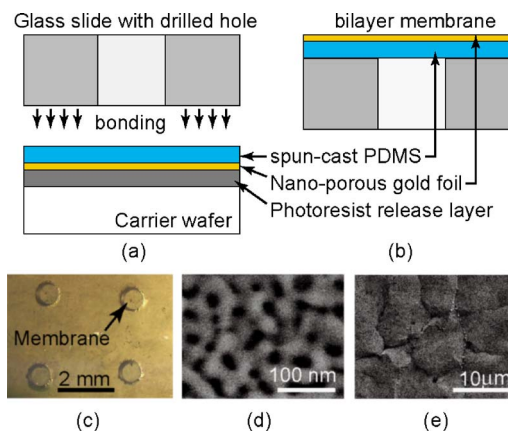 Glass slide with drilled hole
bilayer membrane
bonding
spun-cast PDMS
Nano-porous gold foil
Photoresist release layer
Carrier wafer
(a)
(b)
Membrane
2 mm
100 nm
10μm
(c)
(d)
(e)